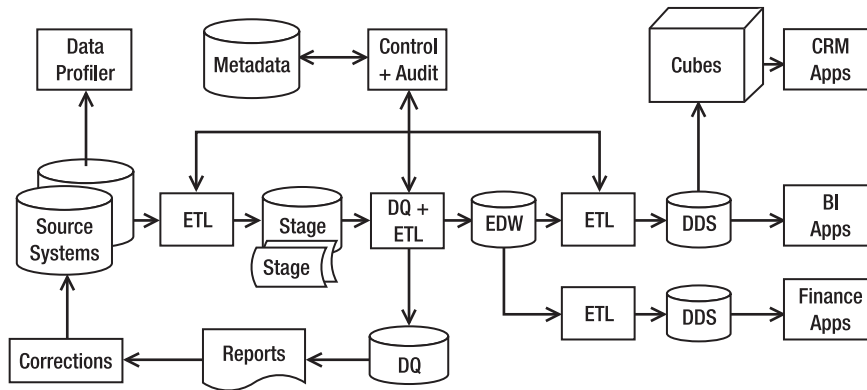 Data
Profiler
Metadata
Control
+ Audit
Cubes
CRM
Apps
Source
Systems
ETL
Stage
Stage
DQ +
ETL
EDW
ETL
DDS
BI
Apps
ETL
DDS
Finance
Apps
Corrections
Reports
DQ